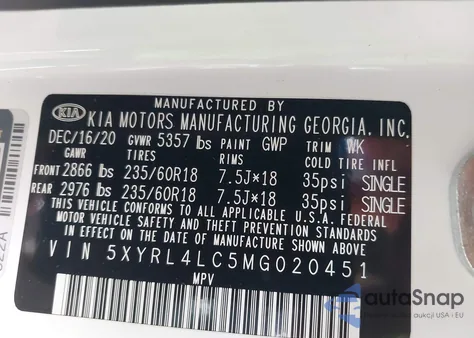 MANUFACTURED BY
KIA KIA MOTORS MANUFACTURING GEORGIA, INC.
DEC/16/20 GVWR 5357 lbs PAINT GWP TRIM WK
GAWR TIRES RIMS COLD TIRE INFL
FRONT 2866 lbs 235/60R18 7.5J×18 35psi SINGLE
REAR 2976 lbs 235/60R18 7.5J×18 35psi SINGLE
THIS VEHICLE CONFORMS TO ALL APPLICABLE U.S. FEDERAL
MOTOR VEHICLE SAFETY AND THEFT PREVENTION STANDARDS
IN EFFECT ON THE DATE OF MANUFACTURE SHOWN ABOVE.
VIN 5XYRL4LC5MG020451
MPV
autoSnap